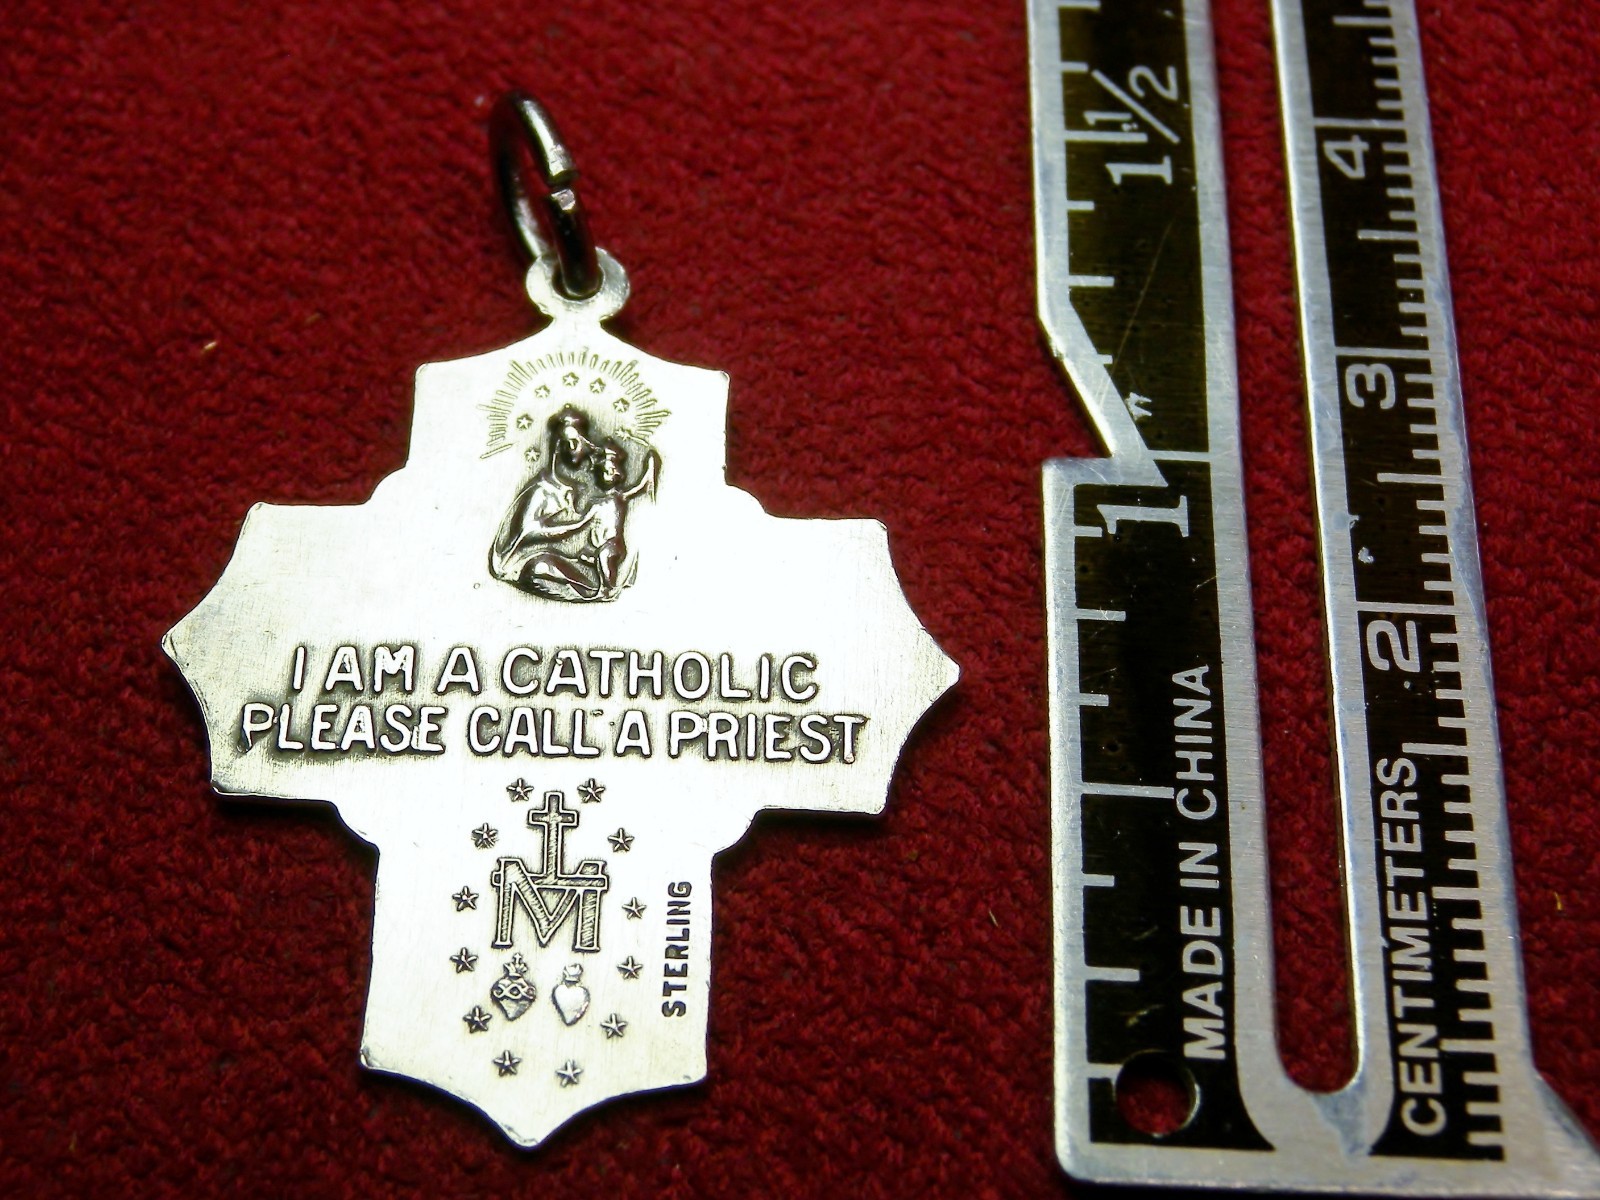 I AM A CATHOLIC
PLEASE CALL A PRIEST
M
STERLING
1 1/2
1"
MADE IN CHINA
4
3
2
CENTIMETERS